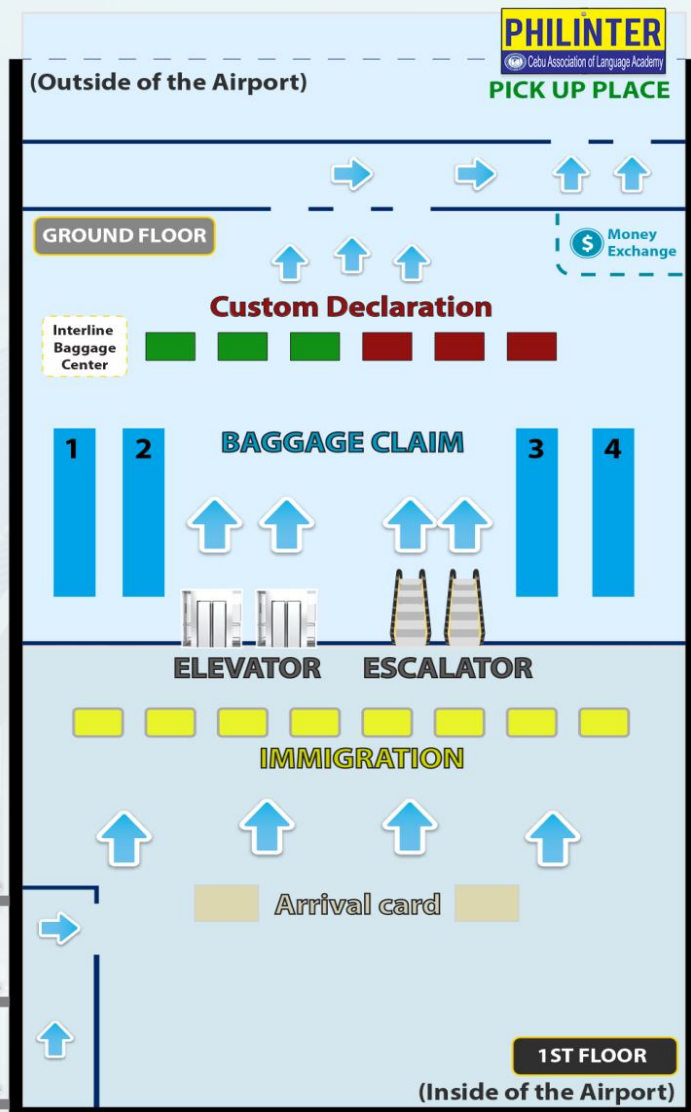 PHILINTER
Cebu Association of Language Academy
(Outside of the Airport)
PICK UP PLACE
GROUND FLOOR
$ Money
Exchange
Custom Declaration
Interline
Baggage
Center
1
2
BAGGAGE CLAIM
3
4
ELEVATOR
ESCALATOR
IMMIGRATION
Arrival card
1ST FLOOR
(Inside of the Airport)